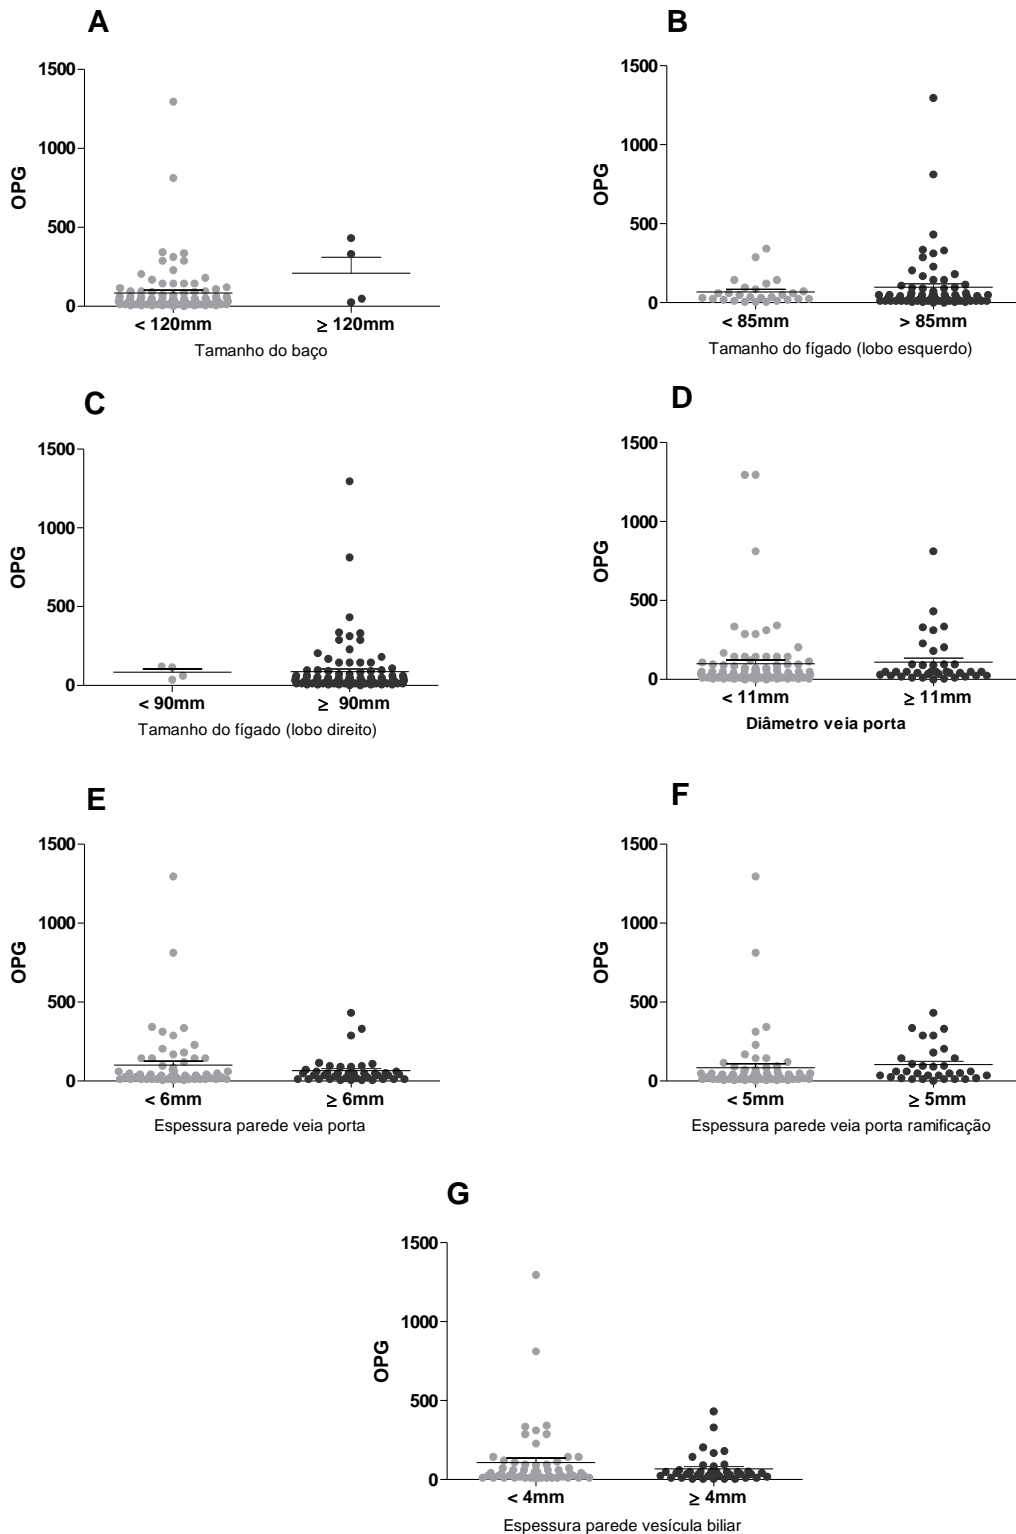 A
1500
1000
500
0
OPG
< 120mm
≥ 120mm
Tamanho do baço
B
1500
1000
500
0
OPG
< 85mm
> 85mm
Tamanho do fígado (lobo esquerdo)
C
1500
1000
500
0
OPG
< 90mm
≥ 90mm
Tamanho do fígado (lobo direito)
D
1500
1000
500
0
OPG
< 11mm
≥ 11mm
Diâmetro veia porta
E
1500
1000
500
0
OPG
< 6mm
≥ 6mm
Espessura parede veia porta
F
1500
1000
500
0
OPG
< 5mm
≥ 5mm
Espessura parede veia porta ramificação
G
1500
1000
500
0
OPG
< 4mm
≥ 4mm
Espessura parede vesícula biliar